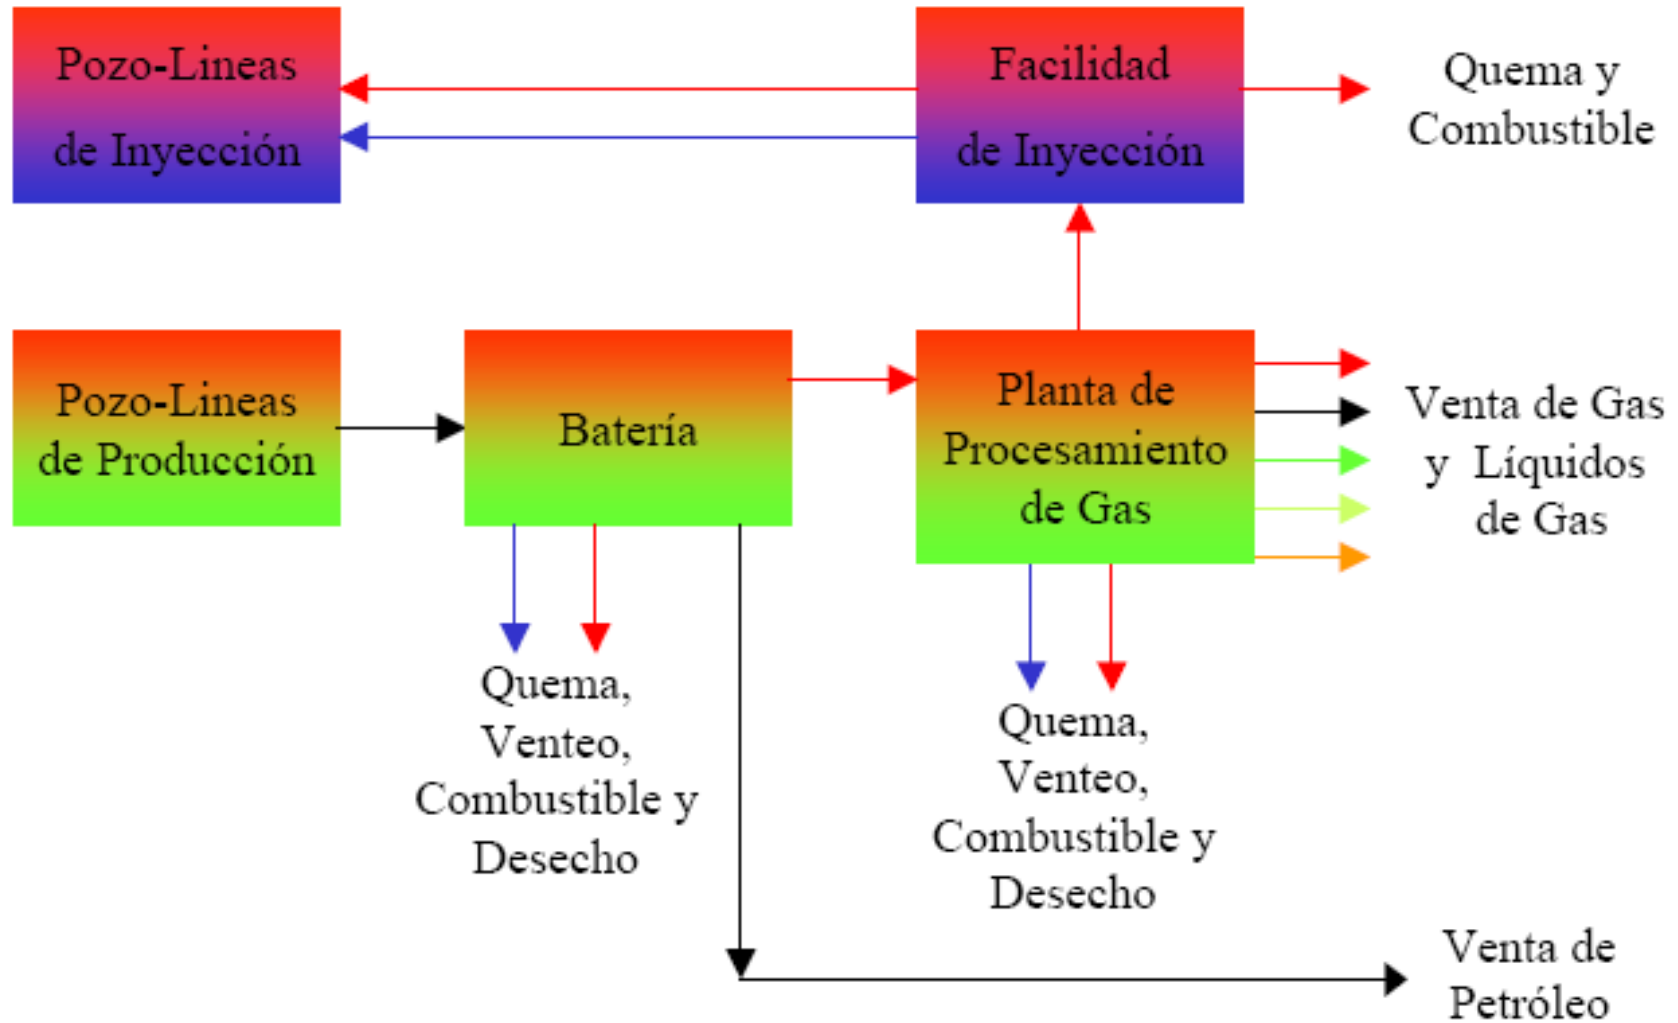 Pozo-Lineas
de Inyección
Facilidad
de Inyección
Quema y
Combustible
Pozo-Lineas
de Producción
Batería
Planta de
Procesamiento
de Gas
Venta de Gas
y Líquidos
de Gas
Quema,
Venteo,
Combustible y
Desecho
Quema,
Venteo,
Combustible y
Desecho
Venta de
Petróleo